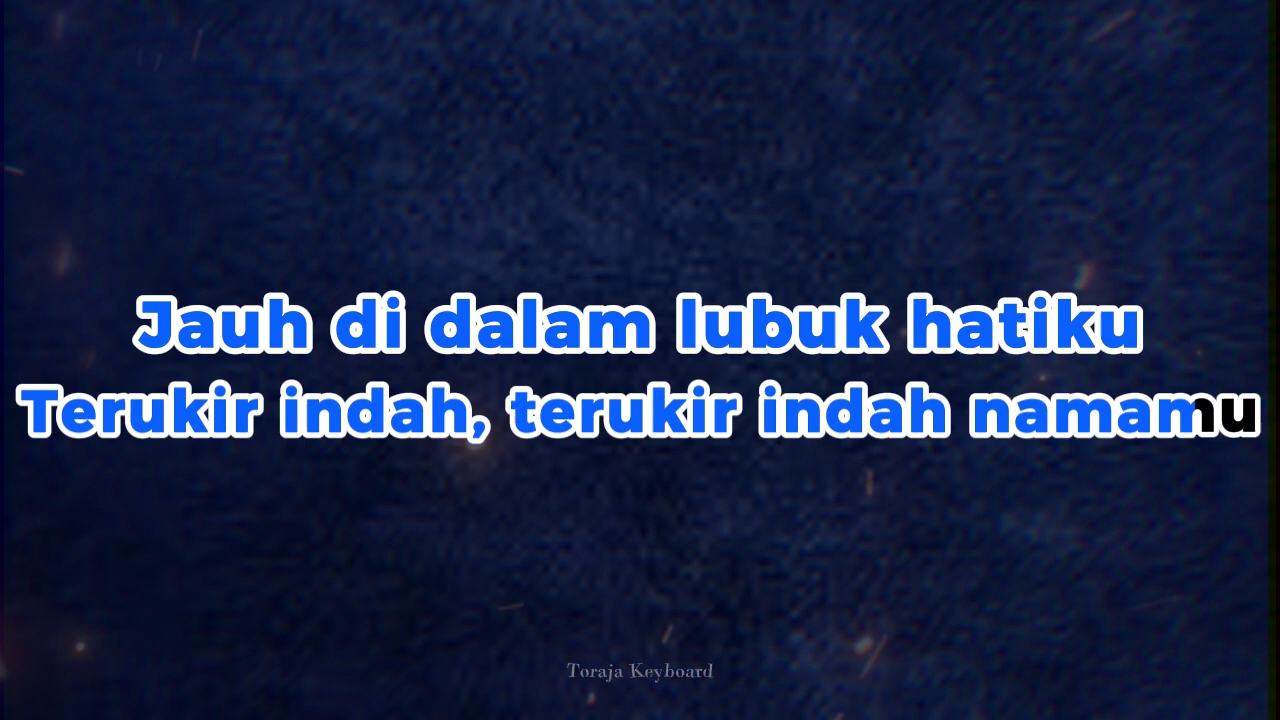 Jauh di dalam lubuk hatiku
Terukir indah, terukir indah namamu
Toraja Keyboard